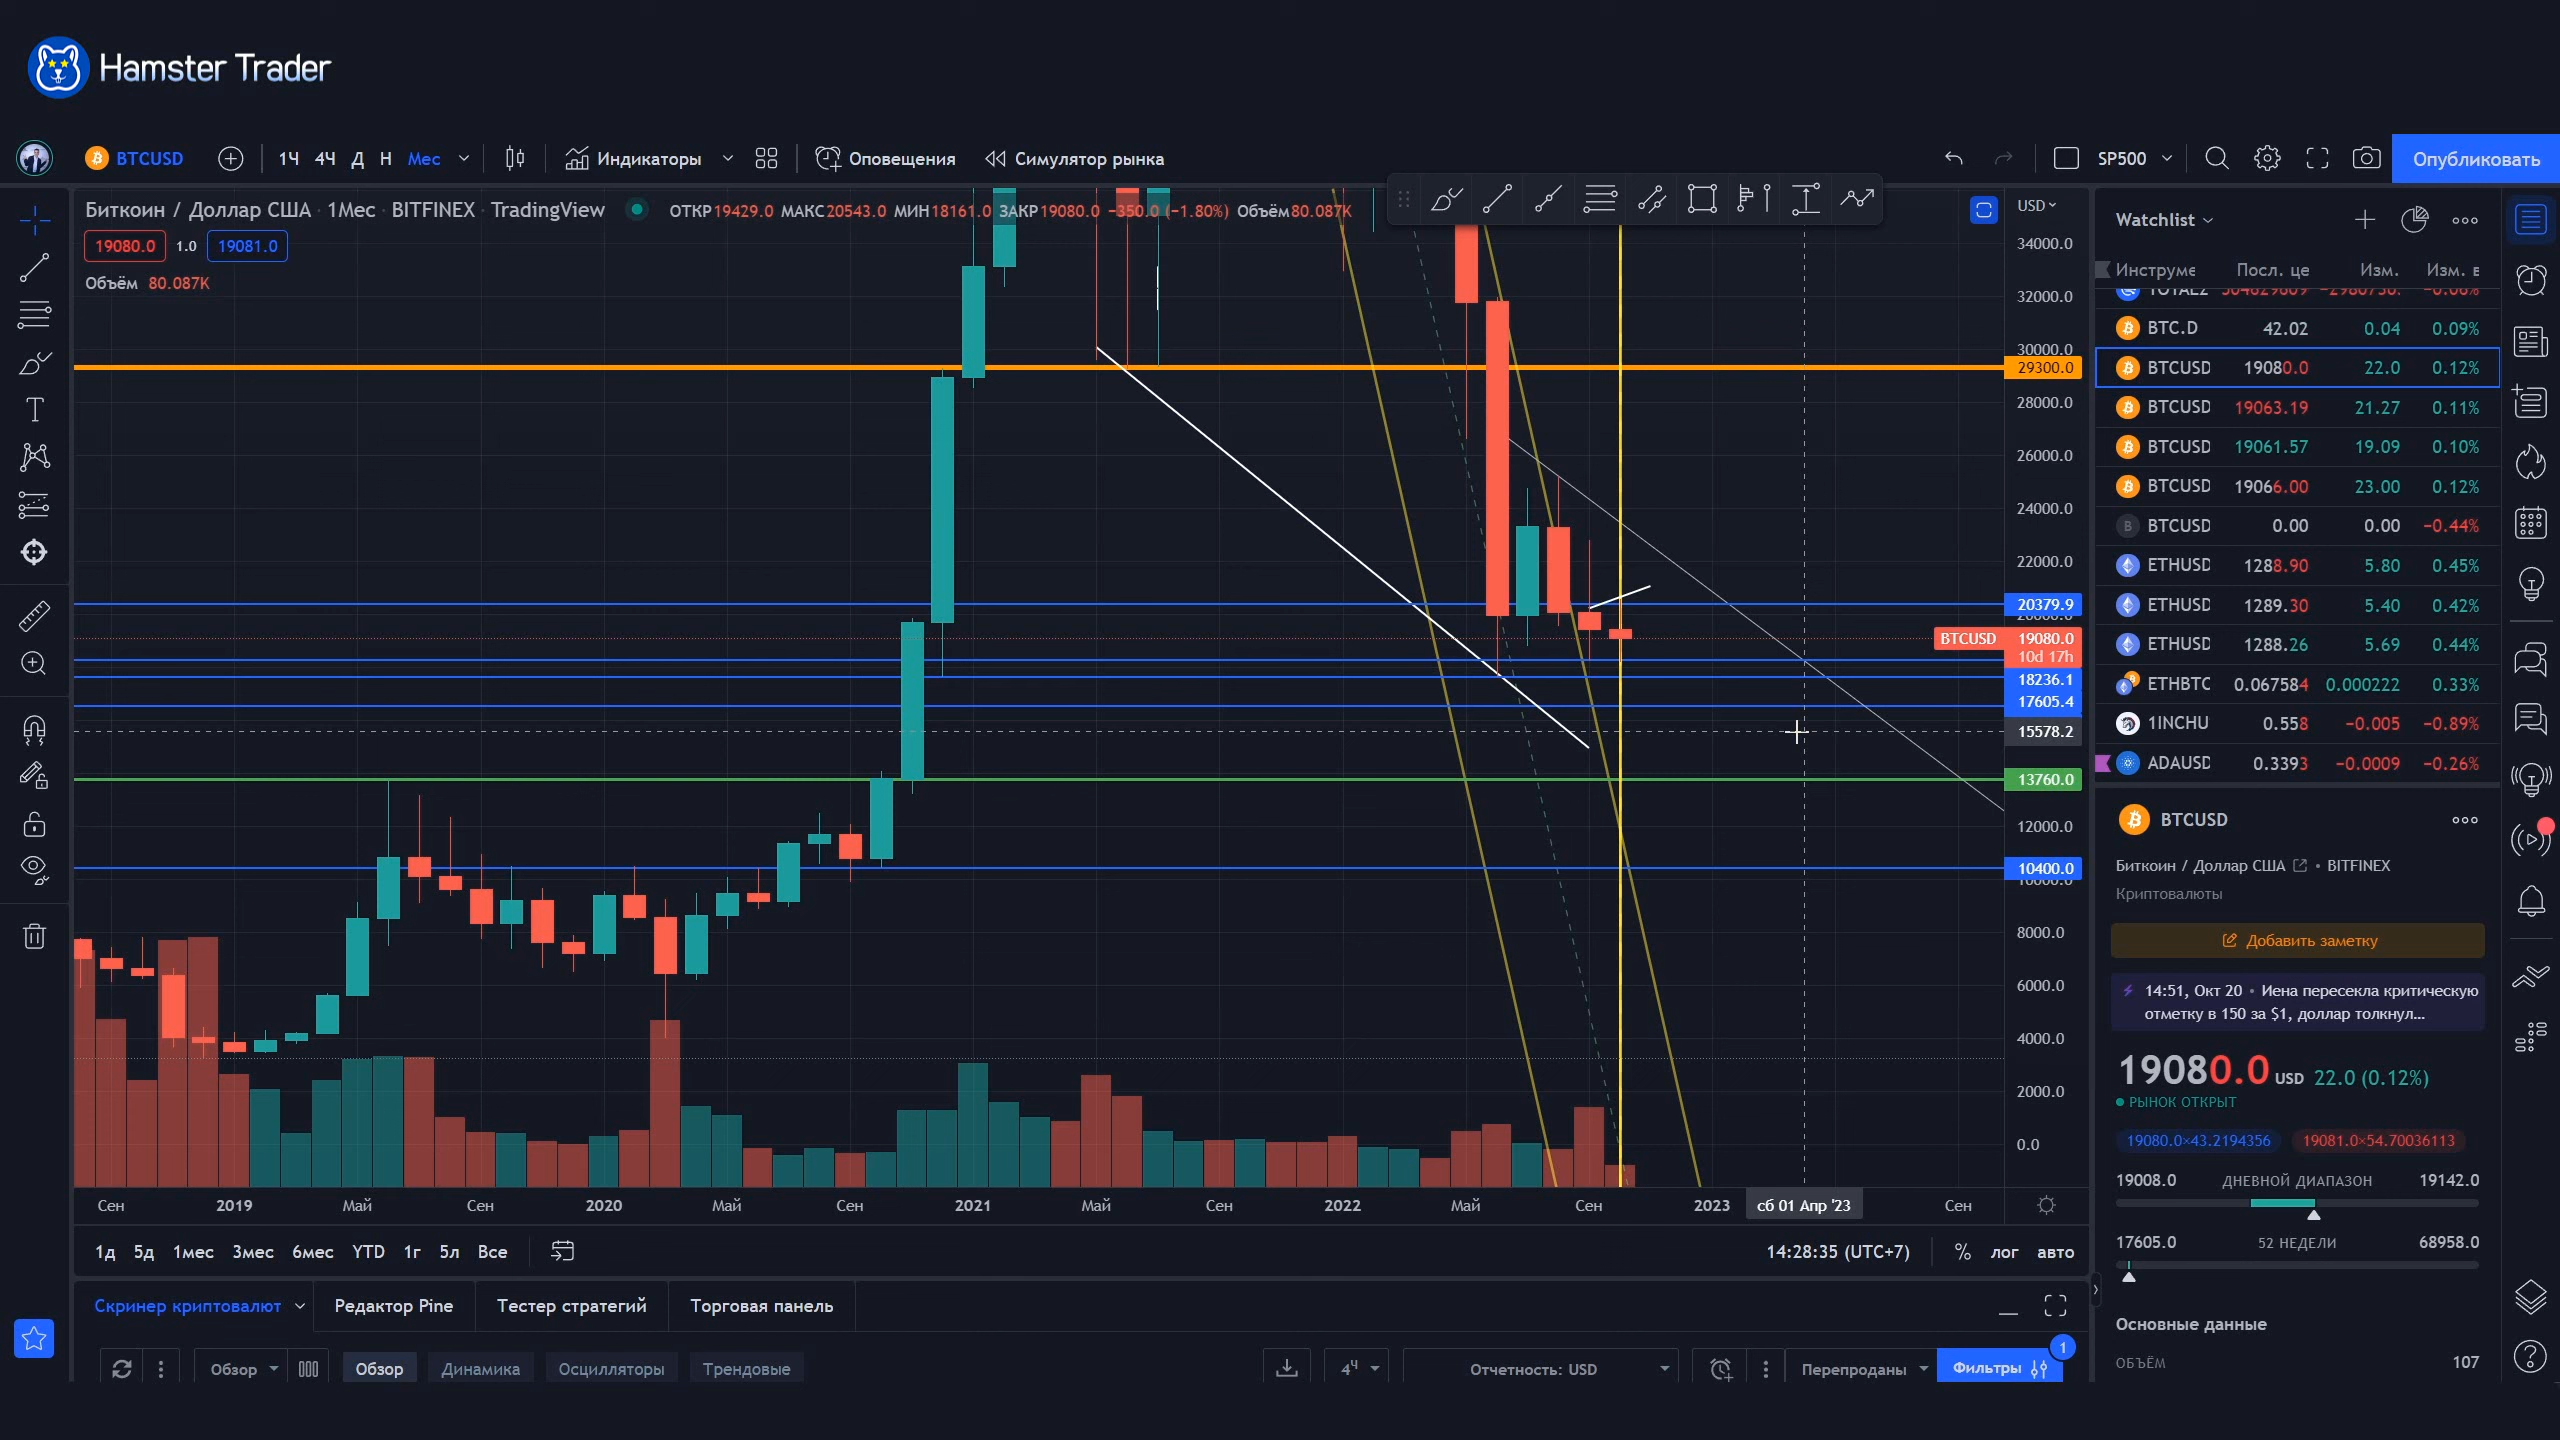 Hamster Trader
BTCUSD 1Ч 4Ч Д Н Мес Индикаторы Оповещения Симулятор рынка SP500 Опубликовать
Биткоин / Доллар США · 1Мес · BITFINEX · TradingView ОТКР19429.0 МАКС20543.0 МИН18161.0 ЗАКР19080.0 −350.0 (−1.80%) Объём80.087K
19080.0 1.0 19081.0
Объём 80.087K
USD
34000.0
32000.0
30000.0
29300.0
28000.0
26000.0
24000.0
22000.0
20379.9
BTCUSD 19080.0
10d 17h
18236.1
17605.4
15578.2
13760.0
12000.0
10400.0
10000.0
8000.0
6000.0
4000.0
2000.0
0.0
Сен 2019 Май Сен 2020 Май Сен 2021 Май Сен 2022 Май Сен 2023 сб 01 Апр '23 Сен
1д 5д 1мес 3мес 6мес YTD 1г 5л Все 14:28:35 (UTC+7) % лог авто
Скринер криптовалют Редактор Pine Тестер стратегий Торговая панель
Обзор Обзор Динамика Осцилляторы Трендовые 4Ч Отчетность: USD Перепроданы Фильтры 1
Watchlist
Инструме Посл. це Изм. Изм. в
BTC.D 42.02 0.04 0.09%
BTCUSD 19080.0 22.0 0.12%
BTCUSD 19063.19 21.27 0.11%
BTCUSD 19061.57 19.09 0.10%
BTCUSD 19066.00 23.00 0.12%
BTCUSD 0.00 0.00 −0.44%
ETHUSD 1288.90 5.80 0.45%
ETHUSD 1289.30 5.40 0.42%
ETHUSD 1288.26 5.69 0.44%
ETHBTC 0.067584 0.000222 0.33%
1INCHU 0.558 −0.005 −0.89%
ADAUSD 0.3393 −0.0009 −0.26%
BTCUSD
Биткоин / Доллар США • BITFINEX
Криптовалюты
Добавить заметку
14:51, Окт 20 • Иена пересекла критическую
отметку в 150 за $1, доллар толкнул...
19080.0 USD 22.0 (0.12%)
РЫНОК ОТКРЫТ
19080.0×43.2194356 19081.0×54.70036113
19008.0 ДНЕВНОЙ ДИАПАЗОН 19142.0
17605.0 52 НЕДЕЛИ 68958.0
Основные данные
ОБЪЁМ 107